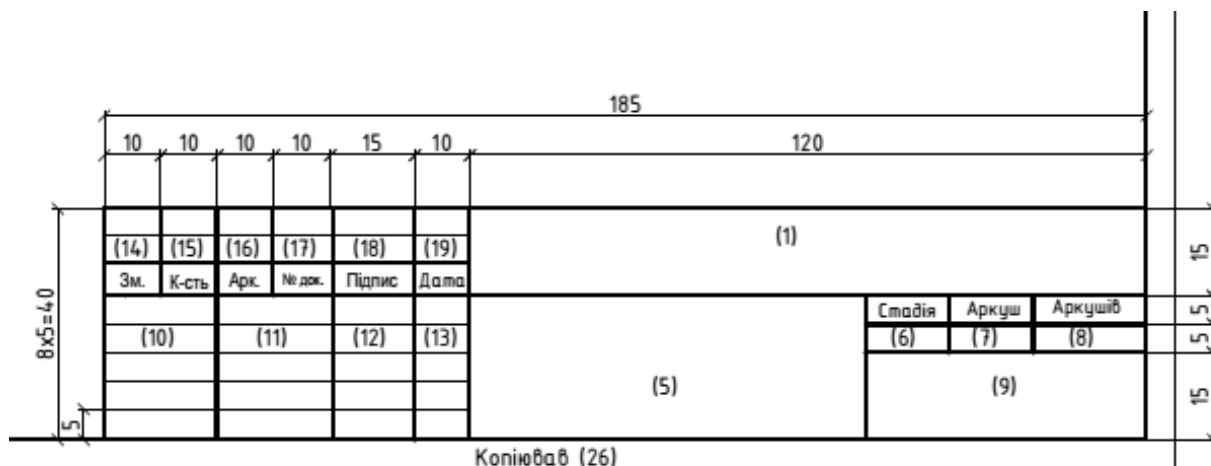 185
10 10 10 10 15 10 120
(14) (15) (16) (17) (18) (19) (1)
15
Зм. К-сть Арк. № док. Підпис Дата
8x5=40
Стадія Аркуш Аркушів
5
(10) (11) (12) (13) (6) (7) (8)
5
(5) (9)
15
5
Копіював (26)